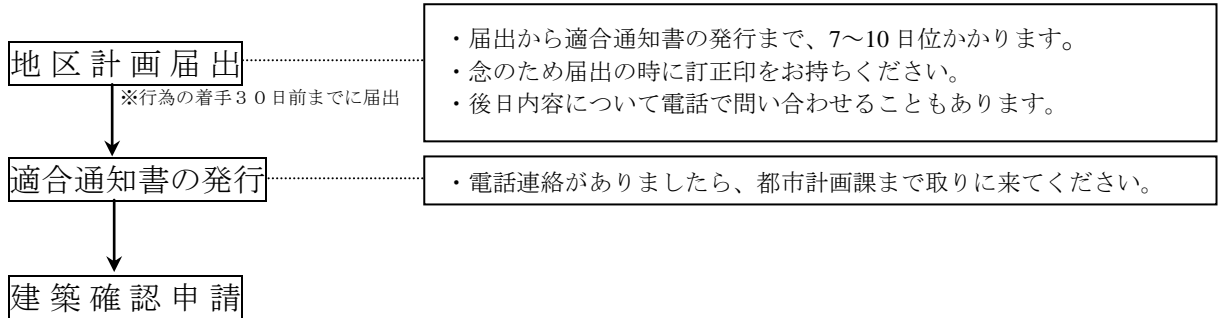 地区計画届出
※行為の着手30日前までに届出
・届出から適合通知書の発行まで、7~10日位かかります。
・念のため届出の時に訂正印をお持ちください。
・後日内容について電話で問い合わせることもあります。
適合通知書の発行
・電話連絡がありましたら、都市計画課まで取りに来てください。
建築確認申請